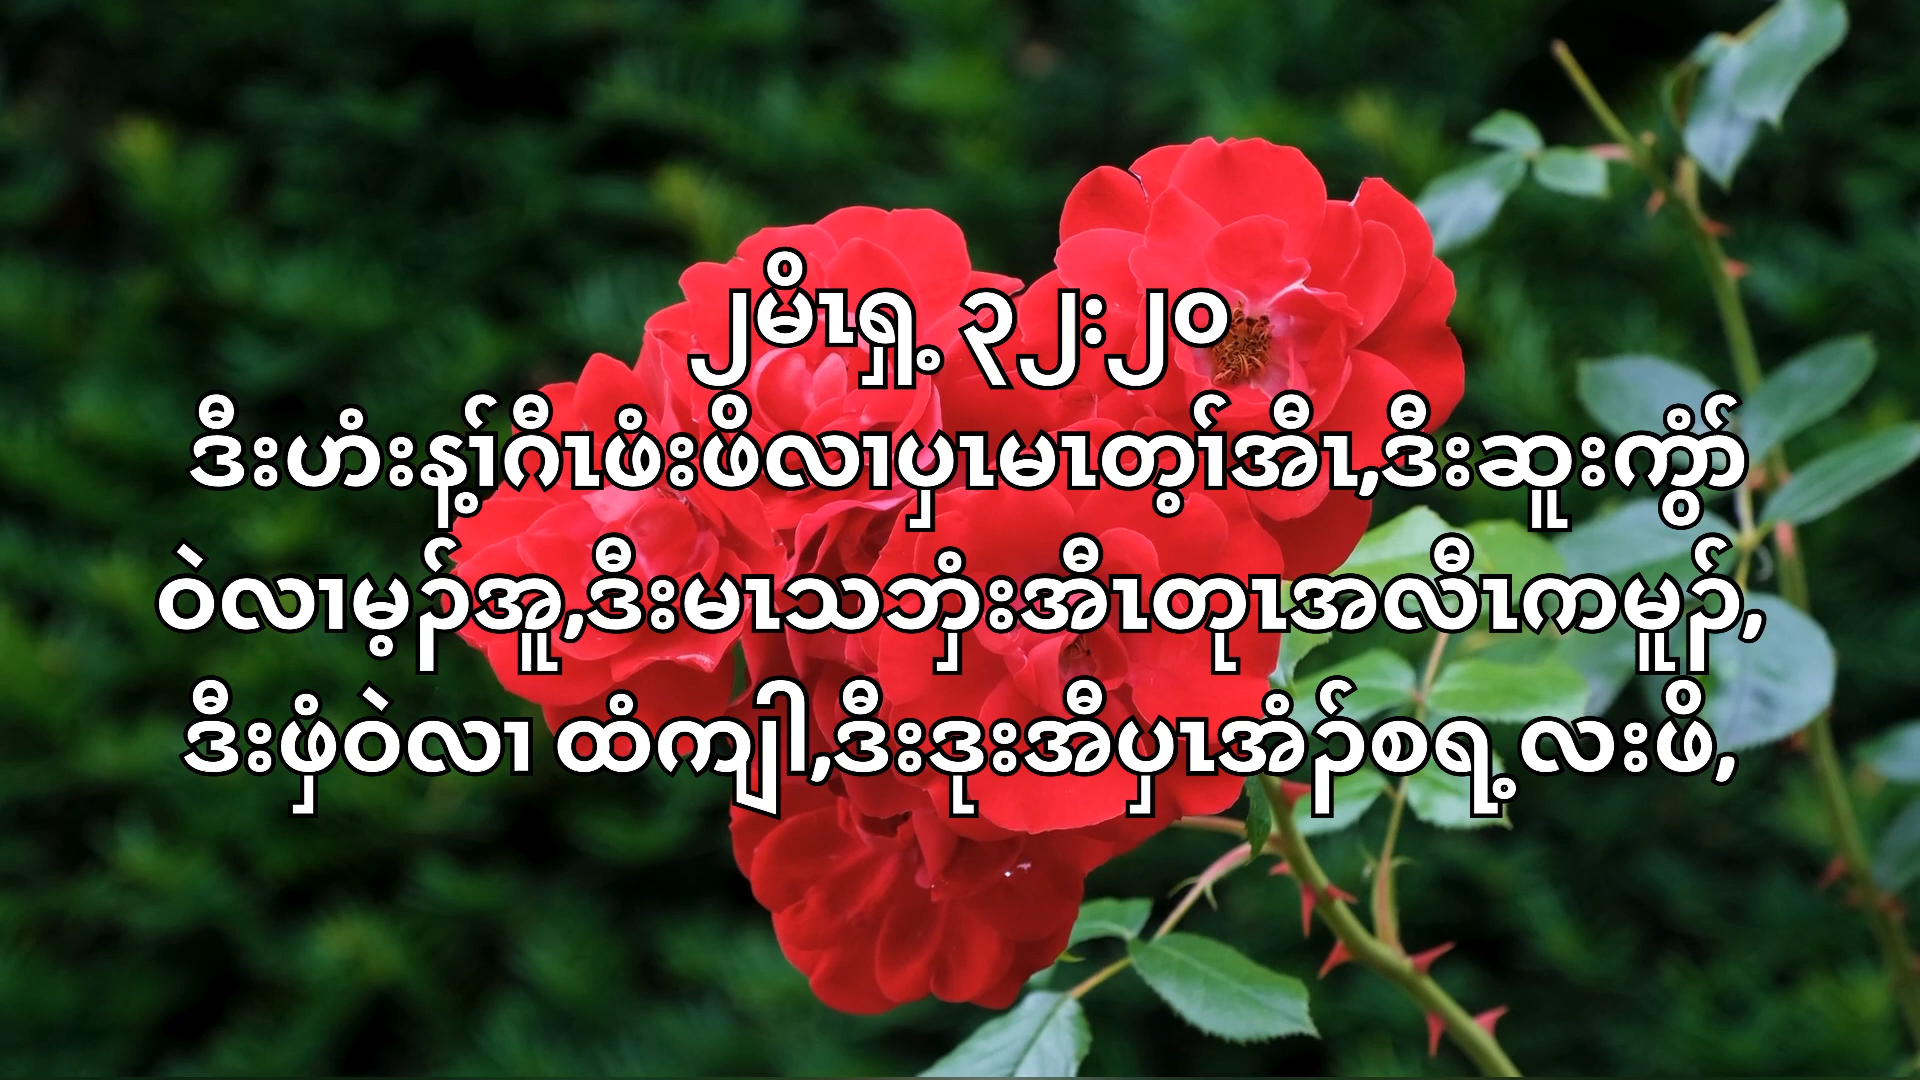 ၂မိၤရှ့ ၃၂း၂၀
ဒီးဟံးန့ၢ်ဂီၤဖံးဖိလၢပှၤမၤတ့ၢ်အီၤ,ဒီးဆူးကွံာ်
ဝဲလၢမ့ၣ်အူ,ဒီးမၤသဘှံးအီၤတုၤအလီၤကမူၣ်,
ဒီးဖှံဝဲလၢ ထံကျါ,ဒီးဒုးအီပှၤအံၣ်စရ့လးဖိ,